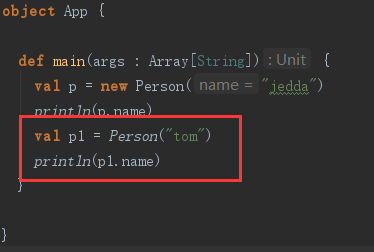 object App {
def main(args : Array[String]) : Unit {
val p = new Person( name = "jedda")
println(p.name)
val p1 = Person("tom")
println(p1.name)
}
}